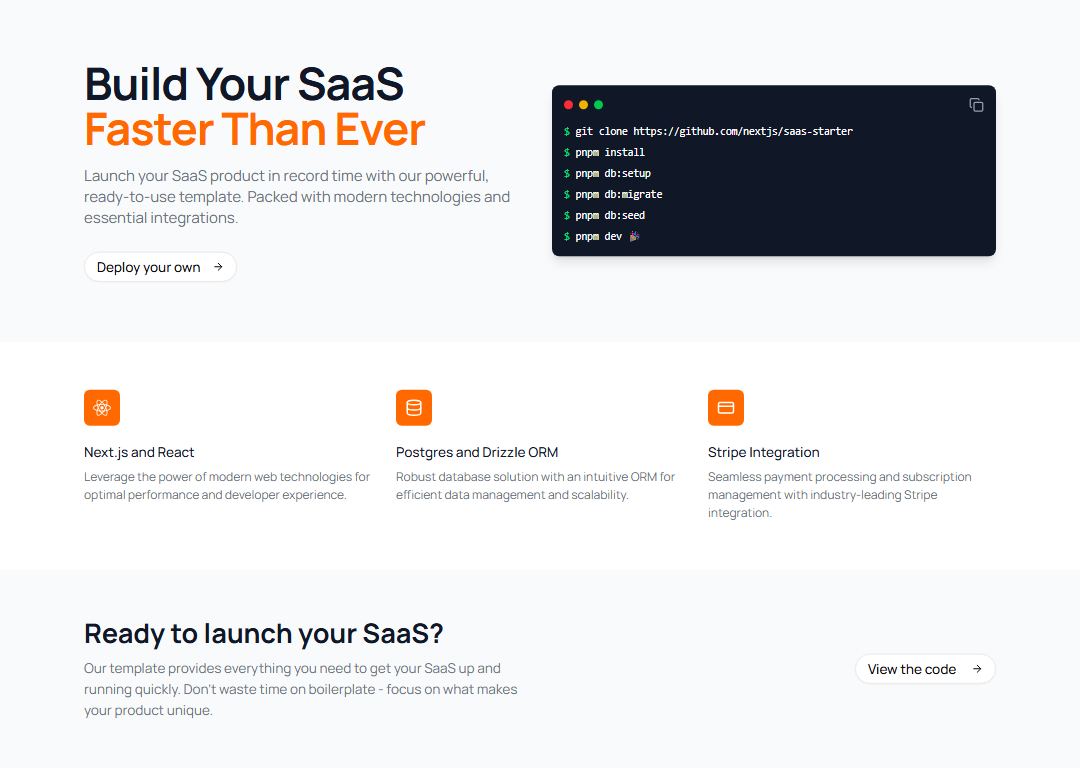 Build Your SaaS
Faster Than Ever
Launch your SaaS product in record time with our powerful,
ready-to-use template. Packed with modern technologies and
essential integrations.
Deploy your own →
$ git clone https://github.com/nextjs/saas-starter
$ pnpm install
$ pnpm db:setup
$ pnpm db:migrate
$ pnpm db:seed
$ pnpm dev 🎉
Next.js and React
Leverage the power of modern web technologies for
optimal performance and developer experience.
Postgres and Drizzle ORM
Robust database solution with an intuitive ORM for
efficient data management and scalability.
Stripe Integration
Seamless payment processing and subscription
management with industry-leading Stripe
integration.
Ready to launch your SaaS?
Our template provides everything you need to get your SaaS up and
running quickly. Don't waste time on boilerplate - focus on what makes
your product unique.
View the code →